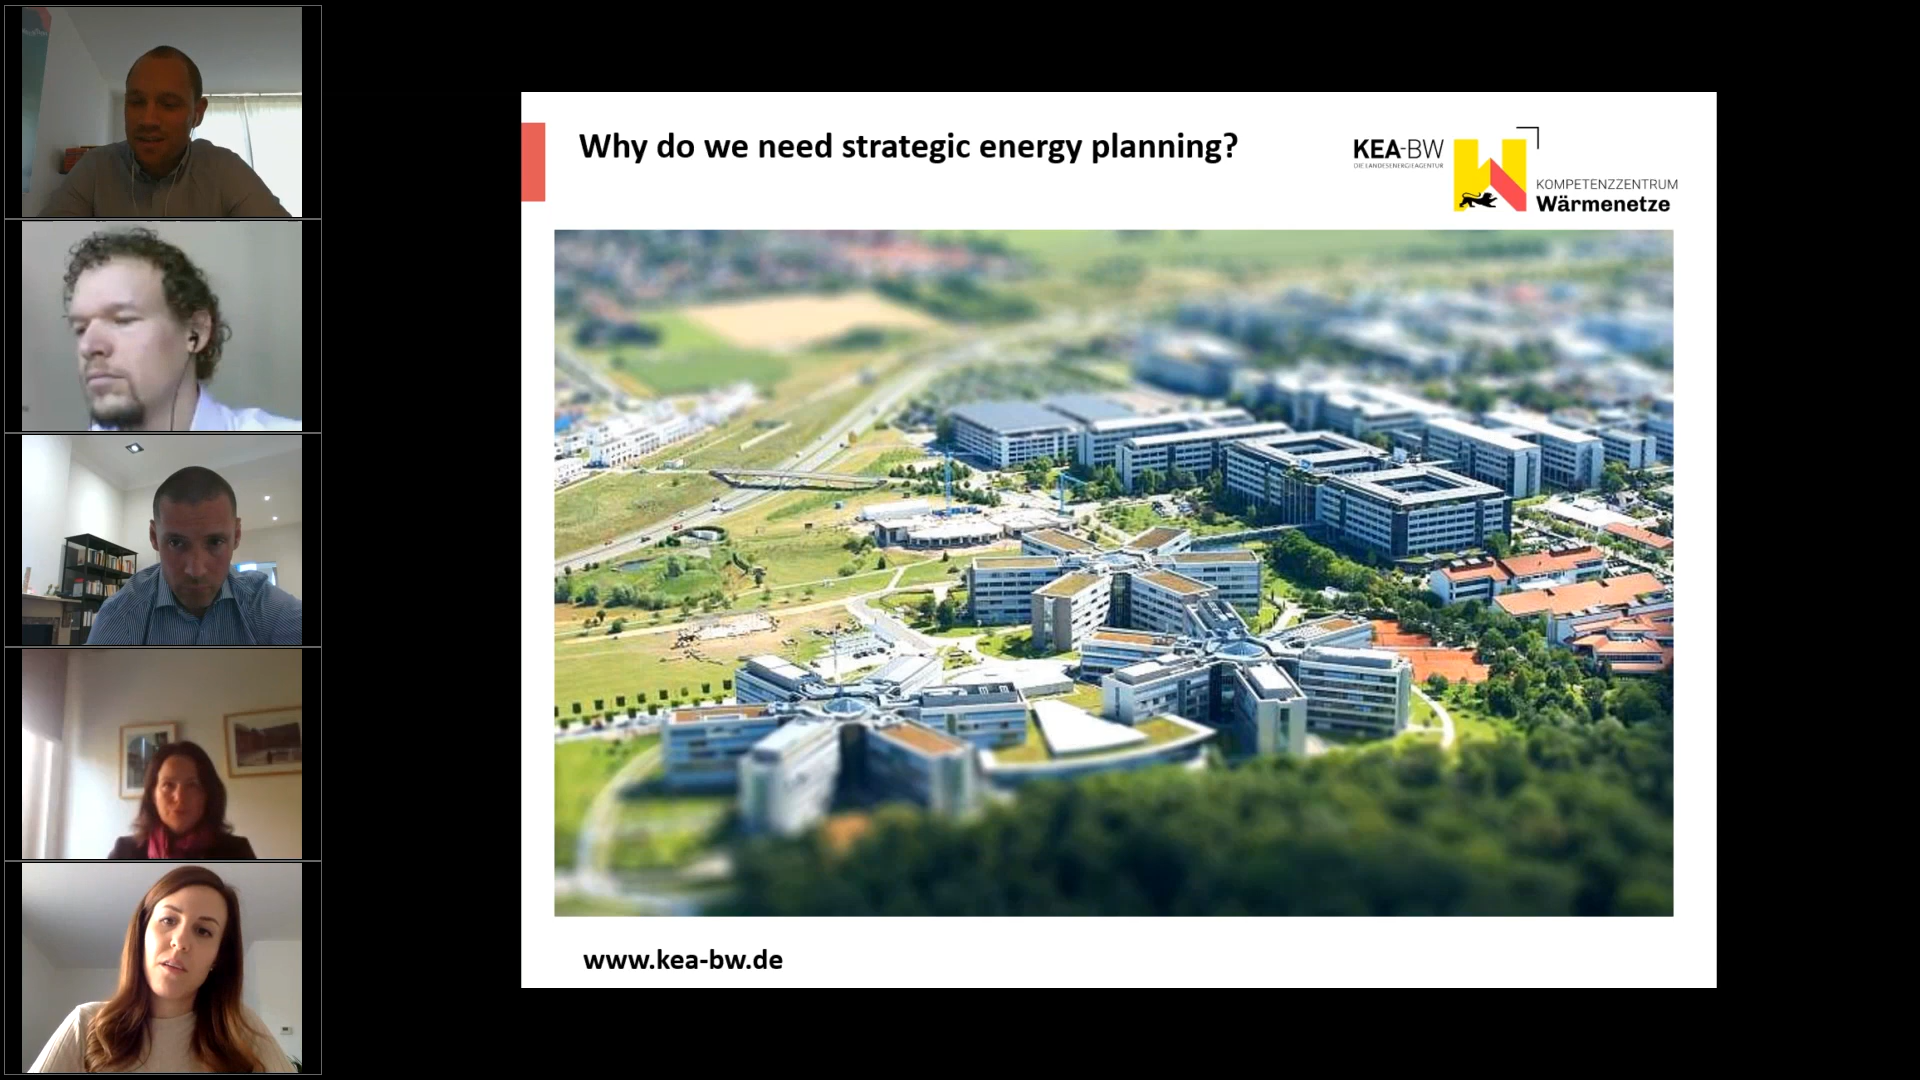 Why do we need strategic energy planning?
KEA-BW
DIE LANDESENERGIEAGENTUR
KOMPETENZZENTRUM
Wärmenetze
www.kea-bw.de